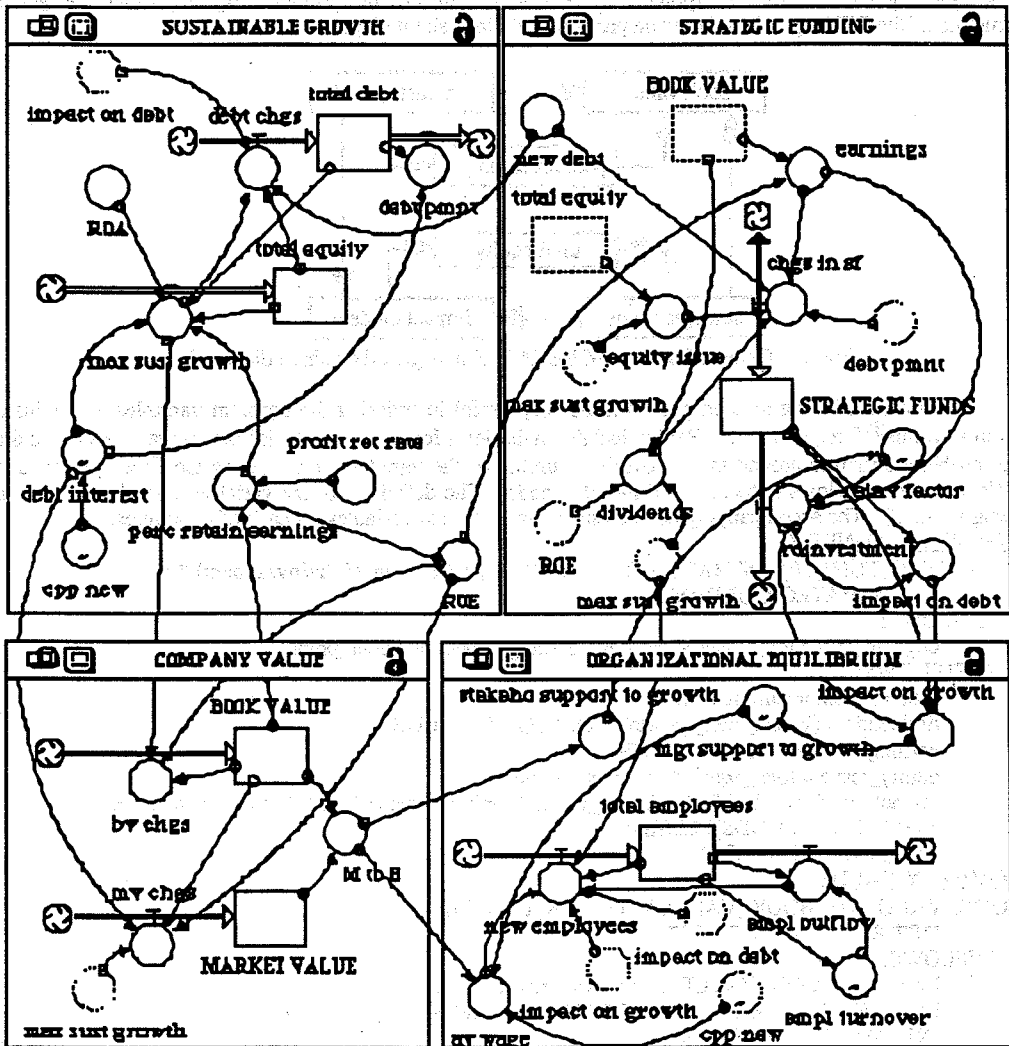 SUSTAINABLE GROWTH
impact on debt
debt chgs
total debt
ROA
debt pmnt
total equity
max sust growth
profit ret rate
debt interest
perc retain earnings
cpp new
ROE
STRATEGIC FUNDING
BOOK VALUE
new debt
earnings
total equity
chgs in sf
equity issue
debt pmnt
max sust growth
STRATEGIC FUNDS
dividends
reinv factor
ROE
reinvestment
max sust growth
impact on debt
COMPANY VALUE
BOOK VALUE
bv chgs
M to B
mv chgs
MARKET VALUE
max sust growth
ORGANIZATIONAL EQUILIBRIUM
support to growth
impact on growth
mgt support to growth
total employees
new employees
empl outflow
impact on debt
impact on growth
empl turnover
cpp new
av wage